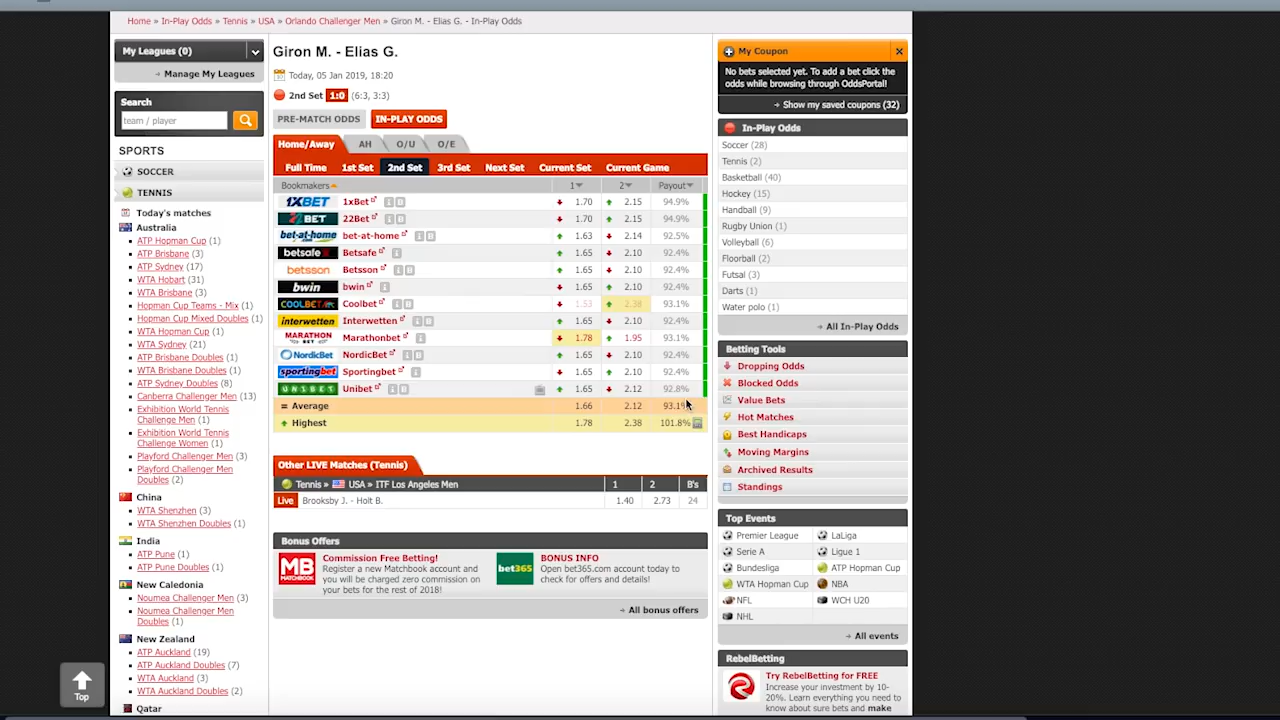 Home » In-Play Odds » Tennis » USA » Orlando Challenger Men » Giron M. - Elias G. - In-Play Odds
My Leagues (0)
Manage My Leagues
Search
team / player
SPORTS
SOCCER
TENNIS
Today's matches
Australia
ATP Hopman Cup (1)
ATP Brisbane (3)
ATP Sydney (17)
WTA Hobart (31)
WTA Brisbane (3)
Hopman Cup Teams - Mix (1)
Hopman Cup Mixed Doubles (1)
WTA Hopman Cup (1)
WTA Sydney (21)
ATP Brisbane Doubles (1)
WTA Brisbane Doubles (1)
ATP Sydney Doubles (8)
Canberra Challenger Men (13)
Exhibition World Tennis
Challenge Men (1)
Exhibition World Tennis
Challenge Women (1)
Playford Challenger Men (3)
Playford Challenger Men
Doubles (2)
China
WTA Shenzhen (3)
WTA Shenzhen Doubles (1)
India
ATP Pune (1)
ATP Pune Doubles (1)
New Caledonia
Noumea Challenger Men (3)
Noumea Challenger Men
Doubles (1)
New Zealand
ATP Auckland (19)
ATP Auckland Doubles (7)
WTA Auckland (3)
WTA Auckland Doubles (2)
Qatar
Top
Giron M. - Elias G.
Today, 05 Jan 2019, 18:20
2nd Set 1:0 (6:3, 3:3)
PRE-MATCH ODDS IN-PLAY ODDS
Home/Away AH O/U O/E
Full Time 1st Set 2nd Set 3rd Set Next Set Current Set Current Game
Bookmakers 1 2 Payout
1XBET 1xBet 1.70 2.15 94.9%
22BET 22Bet 1.70 2.15 94.9%
bet-at-home bet-at-home 1.63 2.14 92.5%
betsafe Betsafe 1.65 2.10 92.4%
betsson Betsson 1.65 2.10 92.4%
bwin bwin 1.65 2.10 92.4%
COOLBET Coolbet 1.53 2.38 93.1%
interwetten Interwetten 1.65 2.10 92.4%
MARATHON BET Marathonbet 1.78 1.95 93.1%
NordicBet NordicBet 1.65 2.10 92.4%
sportingbet Sportingbet 1.65 2.10 92.4%
UNIBET Unibet 1.65 2.12 92.8%
Average 1.66 2.12 93.1%
Highest 1.78 2.38 101.8%
Other LIVE Matches (Tennis)
Tennis » USA » ITF Los Angeles Men 1 2 B's
Live Brooksby J. - Holt B. 1.40 2.73 24
Bonus Offers
MB
Commission Free Betting!
Register a new Matchbook account and
you will be charged zero commission on
your bets for the rest of 2018!
bet365
BONUS INFO
Open bet365.com account today to
check for offers and details!
All bonus offers
My Coupon
No bets selected yet. To add a bet click the
odds while browsing through OddsPortal!
Show my saved coupons (32)
In-Play Odds
Soccer (28)
Tennis (2)
Basketball (40)
Hockey (15)
Handball (9)
Rugby Union (1)
Volleyball (6)
Floorball (2)
Futsal (3)
Darts (1)
Water polo (1)
All In-Play Odds
Betting Tools
Dropping Odds
Blocked Odds
Value Bets
Hot Matches
Best Handicaps
Moving Margins
Archived Results
Standings
Top Events
Premier League LaLiga
Serie A Ligue 1
Bundesliga ATP Hopman Cup
WTA Hopman Cup NBA
NFL WCH U20
NHL
All events
RebelBetting
Try RebelBetting for FREE
Increase your investment by 10-
20%. Learn everything you need to
know about sure bets and make